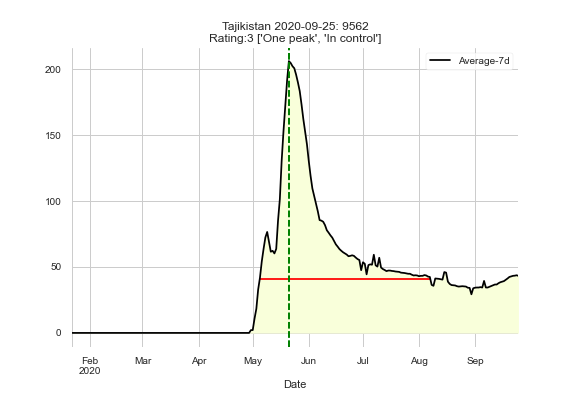 Tajikistan 2020-09-25: 9562
Rating:3 ['One peak', 'In control']
Average-7d
200
150
100
50
0
Feb
2020
Mar
Apr
May
Jun
Jul
Aug
Sep
Date